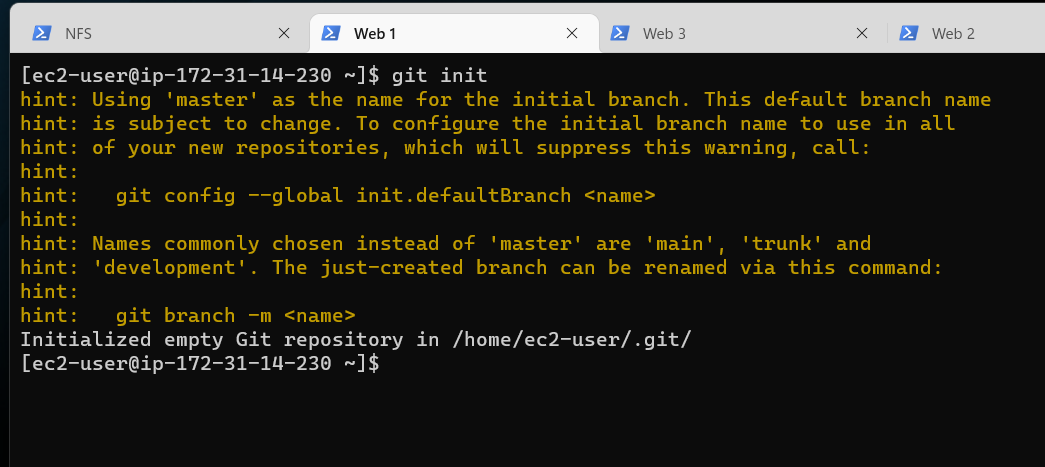 NFS
Web 1
Web 3
Web 2
[ec2-user@ip-172-31-14-230 ~]$ git init
hint: Using 'master' as the name for the initial branch. This default branch name
hint: is subject to change. To configure the initial branch name to use in all
hint: of your new repositories, which will suppress this warning, call:
hint:
hint:   git config --global init.defaultBranch <name>
hint:
hint: Names commonly chosen instead of 'master' are 'main', 'trunk' and
hint: 'development'. The just-created branch can be renamed via this command:
hint:
hint:   git branch -m <name>
Initialized empty Git repository in /home/ec2-user/.git/
[ec2-user@ip-172-31-14-230 ~]$